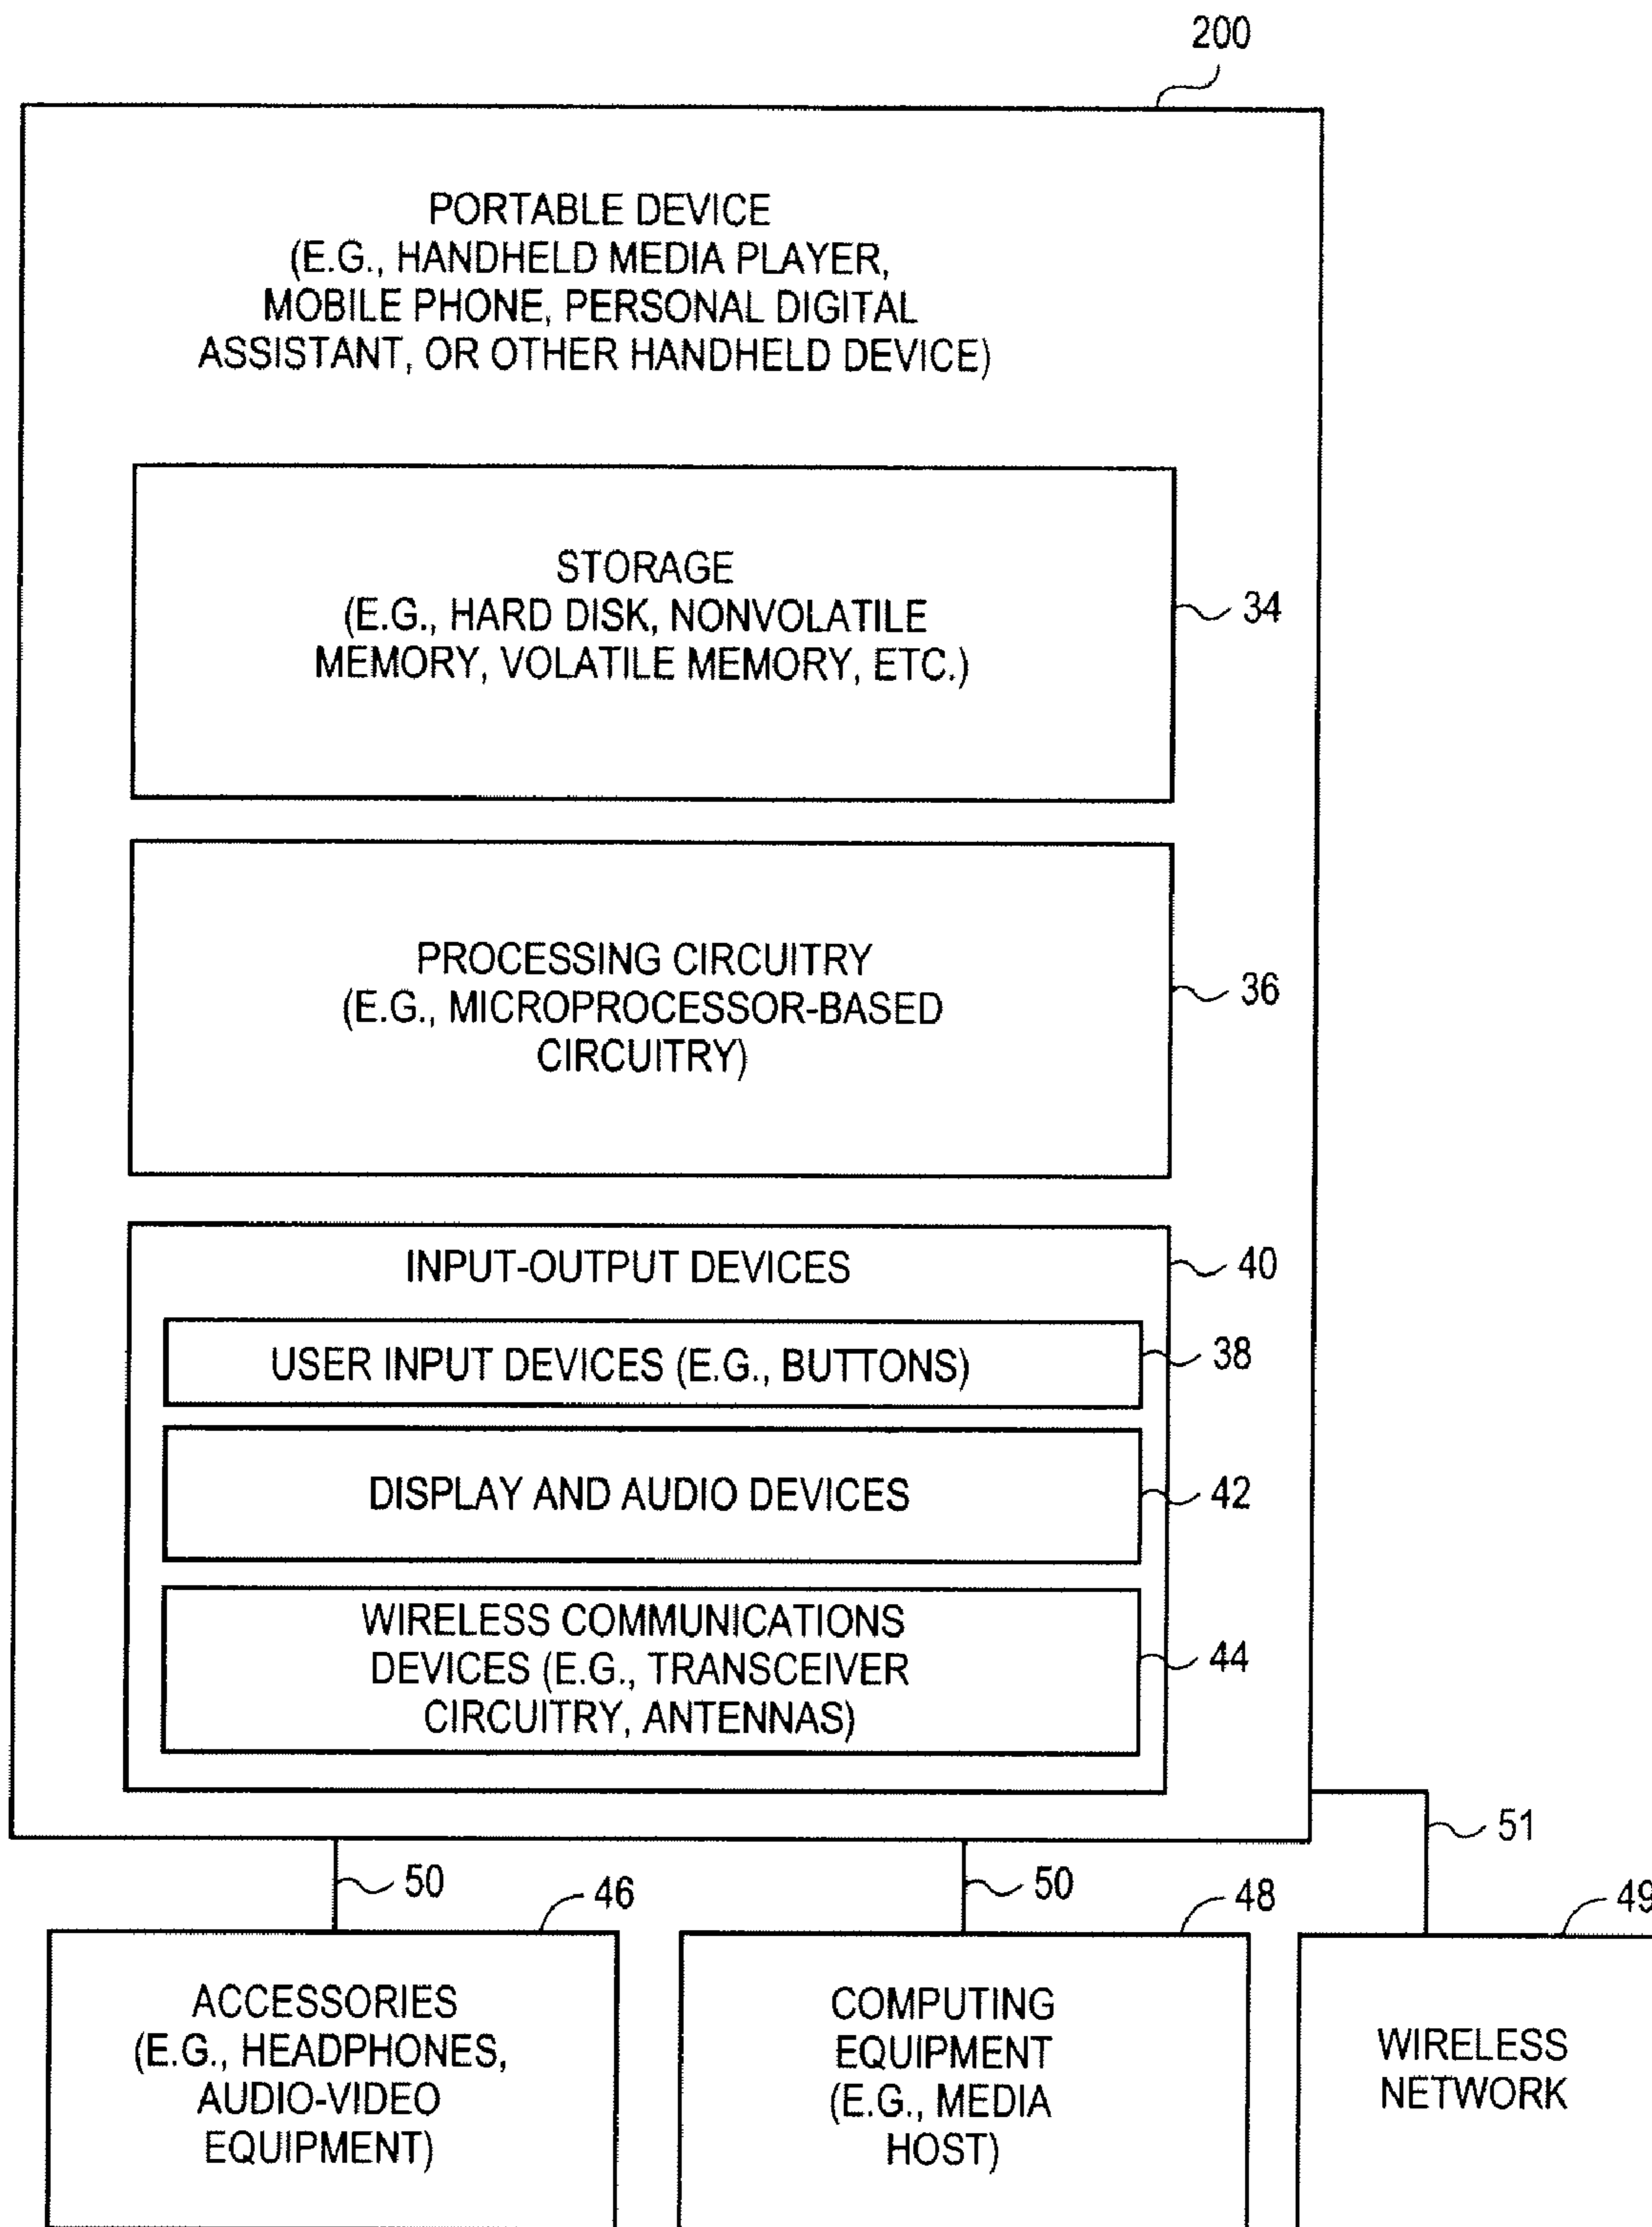 200
PORTABLE DEVICE
(E.G., HANDHELD MEDIA PLAYER,
MOBILE PHONE, PERSONAL DIGITAL
ASSISTANT, OR OTHER HANDHELD DEVICE)
STORAGE
(E.G., HARD DISK, NONVOLATILE
MEMORY, VOLATILE MEMORY, ETC.)
34
PROCESSING CIRCUITRY
(E.G., MICROPROCESSOR-BASED
CIRCUITRY)
36
INPUT-OUTPUT DEVICES
40
USER INPUT DEVICES (E.G., BUTTONS)
38
DISPLAY AND AUDIO DEVICES
42
WIRELESS COMMUNICATIONS
DEVICES (E.G., TRANSCEIVER
CIRCUITRY, ANTENNAS)
44
51
50
46
50
48
49
ACCESSORIES
(E.G., HEADPHONES,
AUDIO-VIDEO
EQUIPMENT)
COMPUTING
EQUIPMENT
(E.G., MEDIA
HOST)
WIRELESS
NETWORK